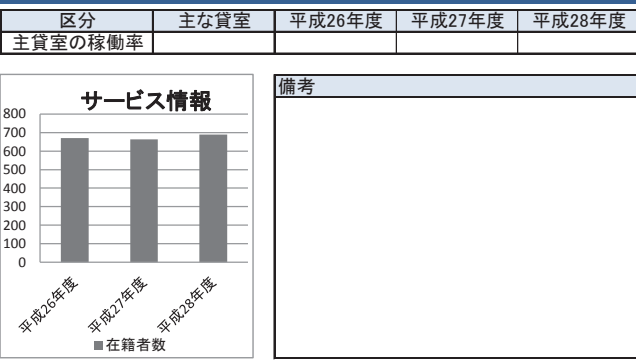 区分 主な貸室 平成26年度 平成27年度 平成28年度
主貸室の稼働率
サービス情報
800
700
600
500
400
300
200
100
0
平成26年度
平成27年度
平成28年度
■在籍者数
備考